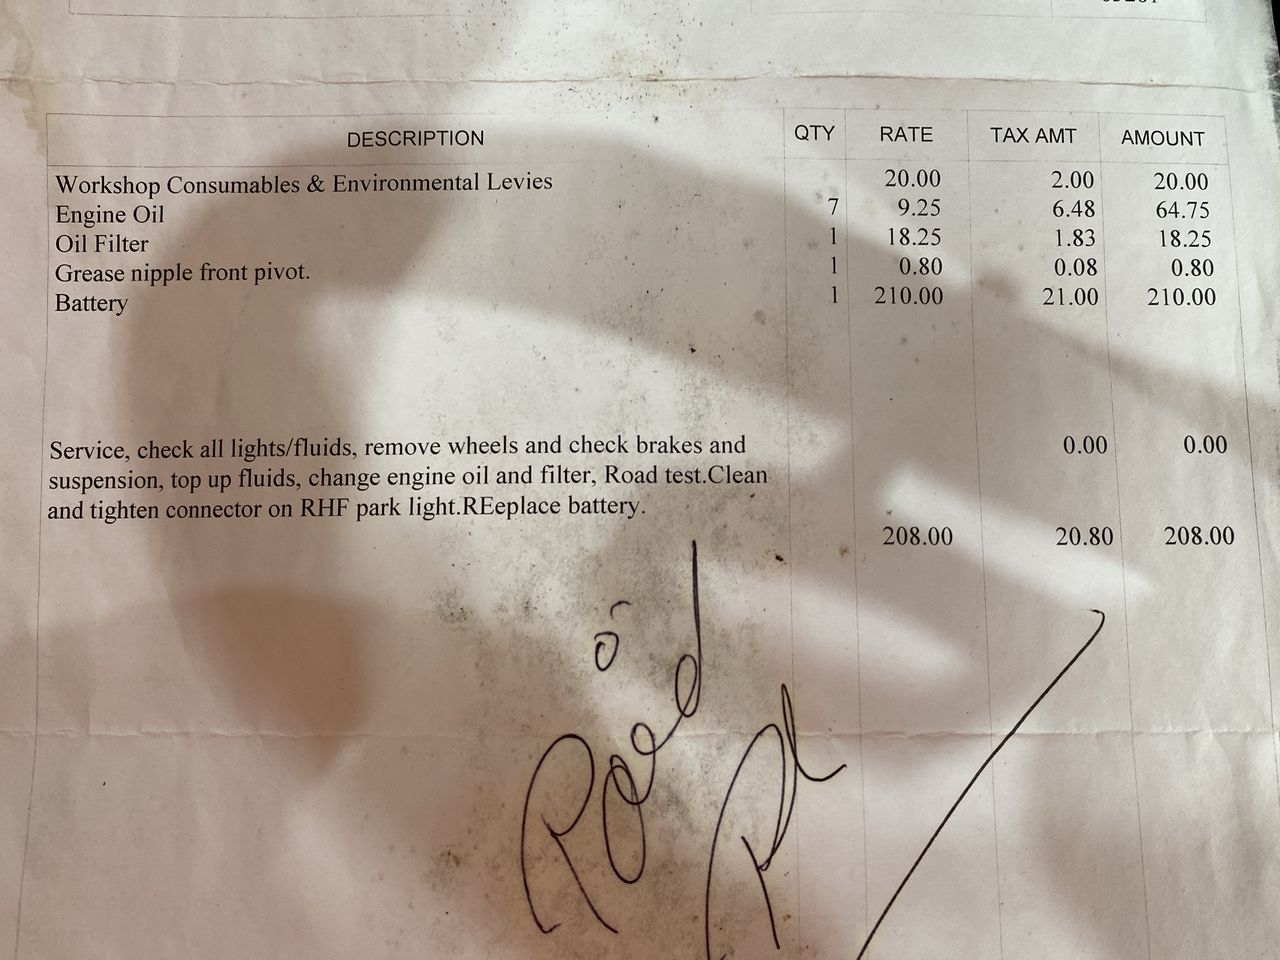 DESCRIPTION QTY RATE TAX AMT AMOUNT
Workshop Consumables & Environmental Levies 20.00 2.00 20.00
Engine Oil 7 9.25 6.48 64.75
Oil Filter 1 18.25 1.83 18.25
Grease nipple front pivot. 1 0.80 0.08 0.80
Battery 1 210.00 21.00 210.00
Service, check all lights/fluids, remove wheels and check brakes and 0.00 0.00
suspension, top up fluids, change engine oil and filter, Road test.Clean
and tighten connector on RHF park light.REeplace battery.
208.00 20.80 208.00